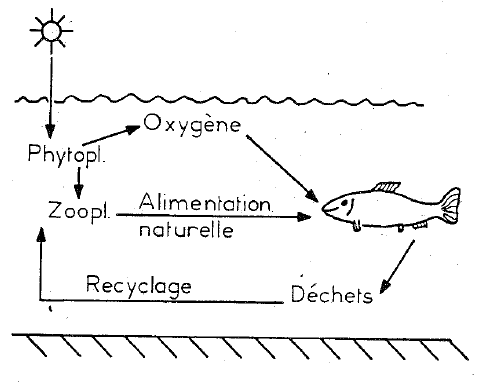 Oxygène
Phytopl.
Zoopl.
Alimentation
naturelle
Recyclage
Déchets